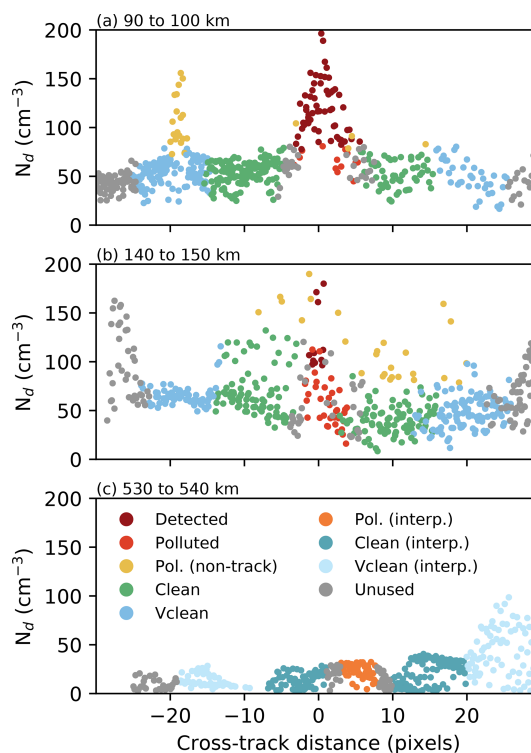 (a) 90 to 100 km
200
150
100
50
0
N_d (cm⁻³)
(b) 140 to 150 km
200
150
100
50
0
N_d (cm⁻³)
(c) 530 to 540 km
200
150
100
50
0
N_d (cm⁻³)
Detected
Polluted
Pol. (non-track)
Clean
Vclean
Pol. (interp.)
Clean (interp.)
Vclean (interp.)
Unused
−20 −10 0 10 20
Cross-track distance (pixels)